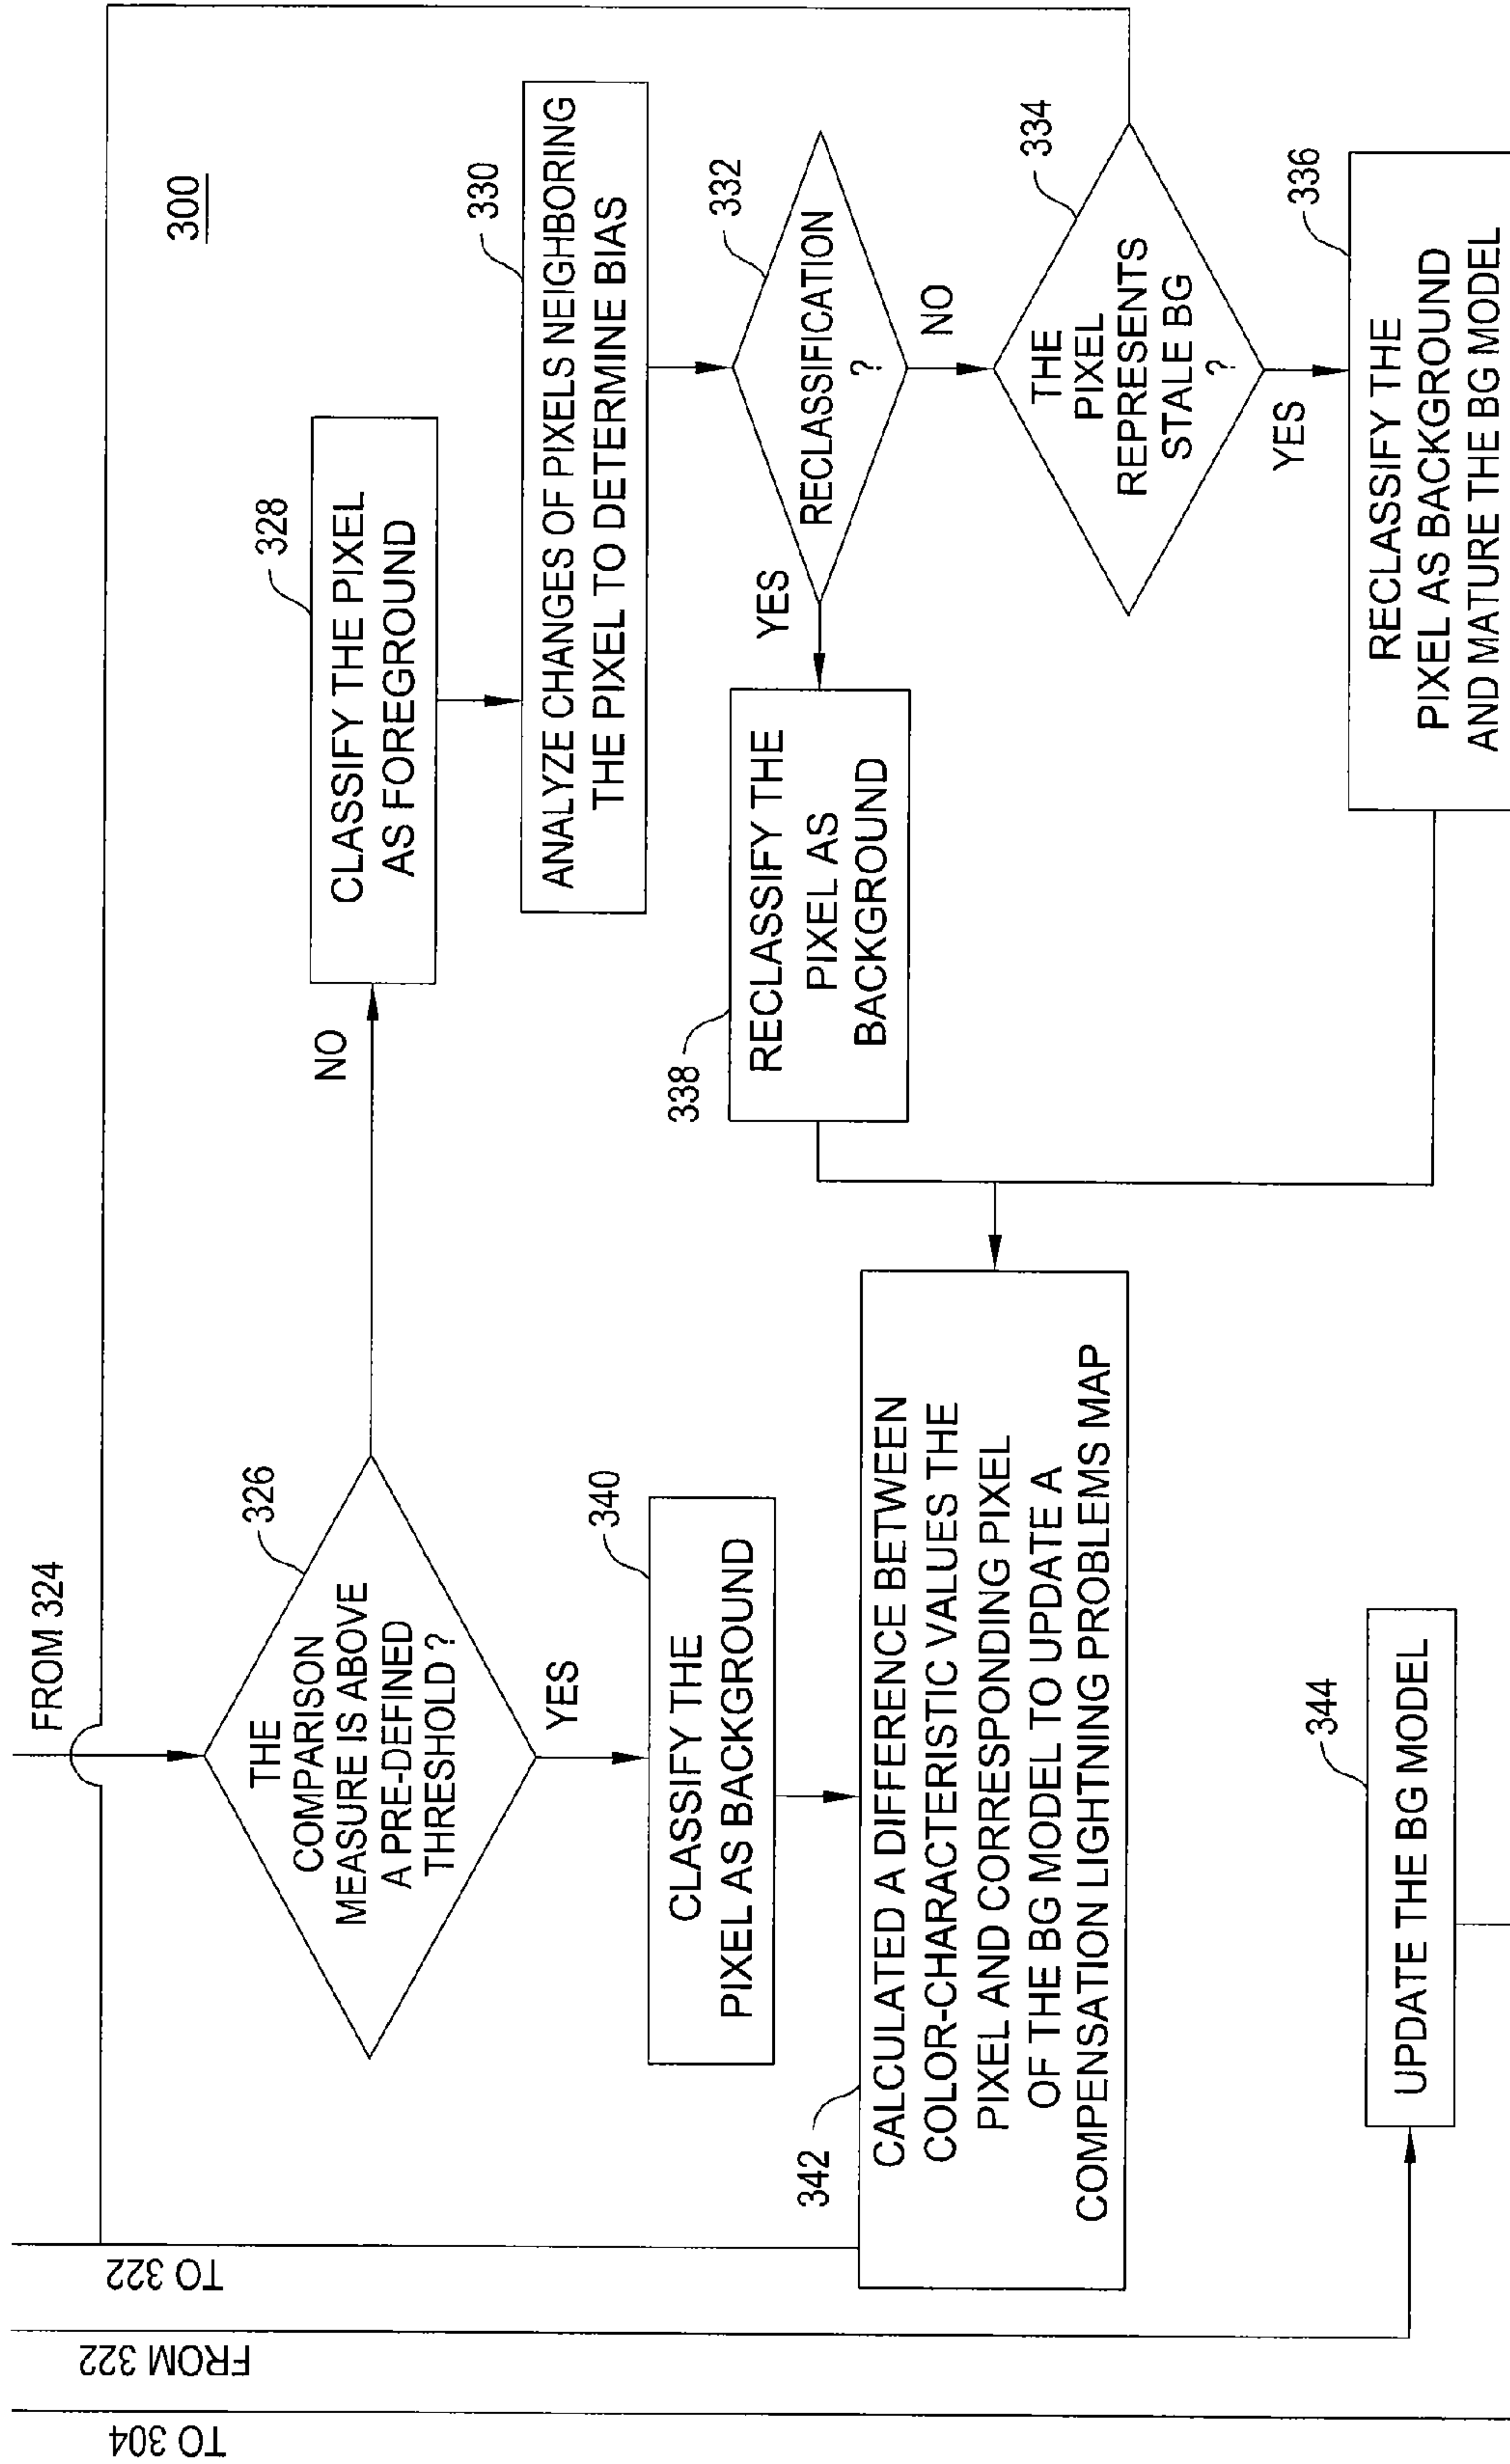 300
FROM 324
THE
COMPARISON
MEASURE IS ABOVE
A PRE-DEFINED
THRESHOLD ?
326
NO
YES
CLASSIFY THE PIXEL
AS FOREGROUND
328
ANALYZE CHANGES OF PIXELS NEIGHBORING
THE PIXEL TO DETERMINE BIAS
330
RECLASSIFICATION
?
332
YES
NO
THE
PIXEL
REPRESENTS
STALE BG
?
334
YES
RECLASSIFY THE
PIXEL AS BACKGROUND
AND MATURE THE BG MODEL
336
RECLASSIFY THE
PIXEL AS
BACKGROUND
338
CLASSIFY THE
PIXEL AS BACKGROUND
340
CALCULATED A DIFFERENCE BETWEEN
COLOR-CHARACTERISTIC VALUES THE
PIXEL AND CORRESPONDING PIXEL
OF THE BG MODEL TO UPDATE A
COMPENSATION LIGHTNING PROBLEMS MAP
342
UPDATE THE BG MODEL
344
TO 322
FROM 322
TO 304